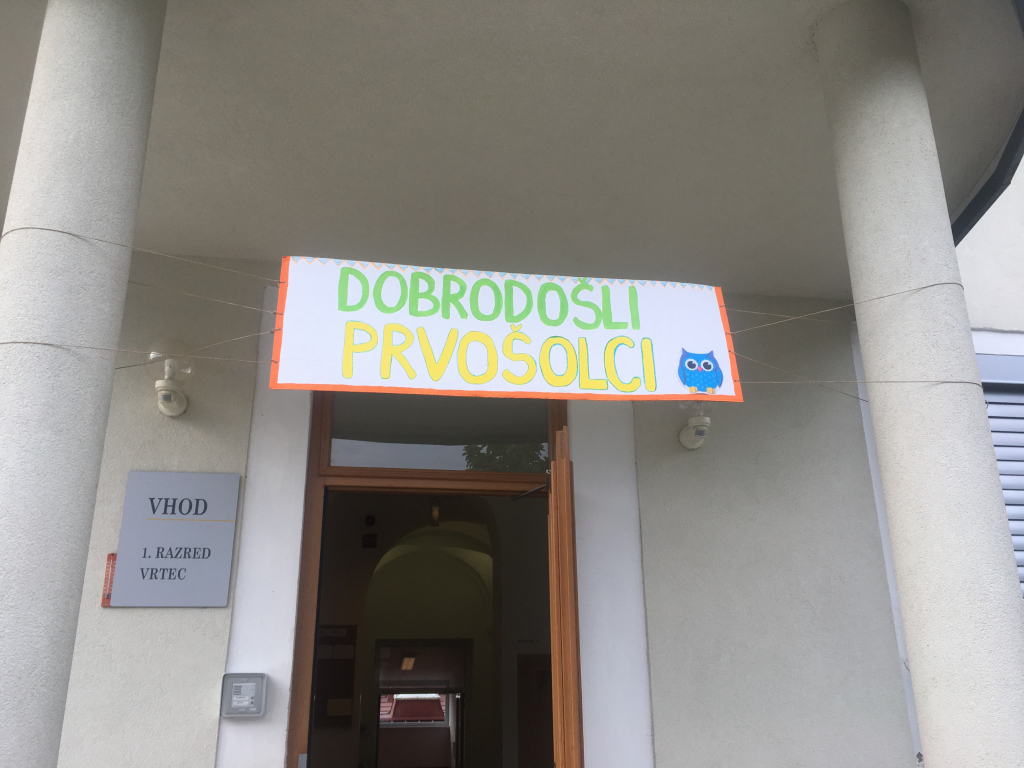 DOBRODOŠLI
PRVOŠOLCI
VHOD
1. RAZRED
VRTEC